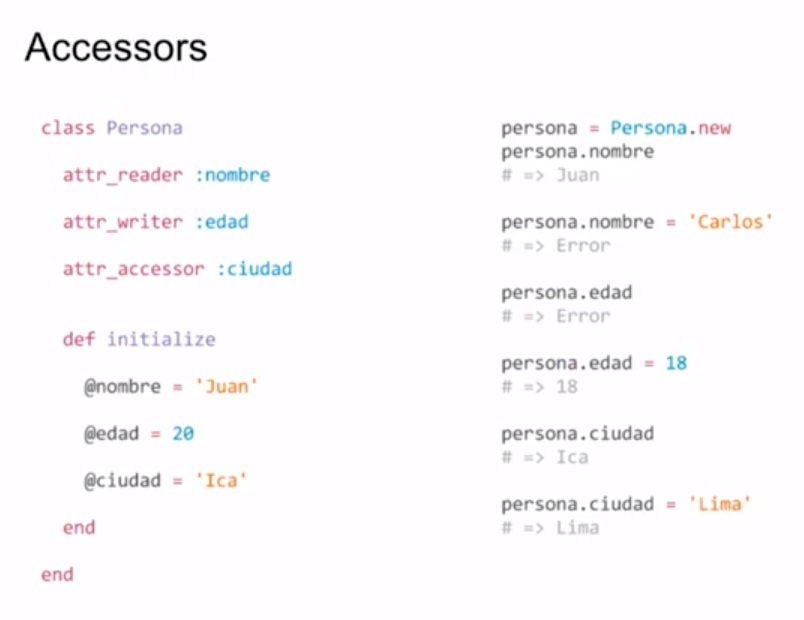 Accessors
class Persona
attr_reader :nombre
attr_writer :edad
attr_accessor :ciudad
def initialize
@nombre = 'Juan'
@edad = 20
@ciudad = 'Ica'
end
end
persona = Persona.new
persona.nombre
# => Juan
persona.nombre = 'Carlos'
# => Error
persona.edad
# => Error
persona.edad = 18
# => 18
persona.ciudad
# => Ica
persona.ciudad = 'Lima'
# => Lima